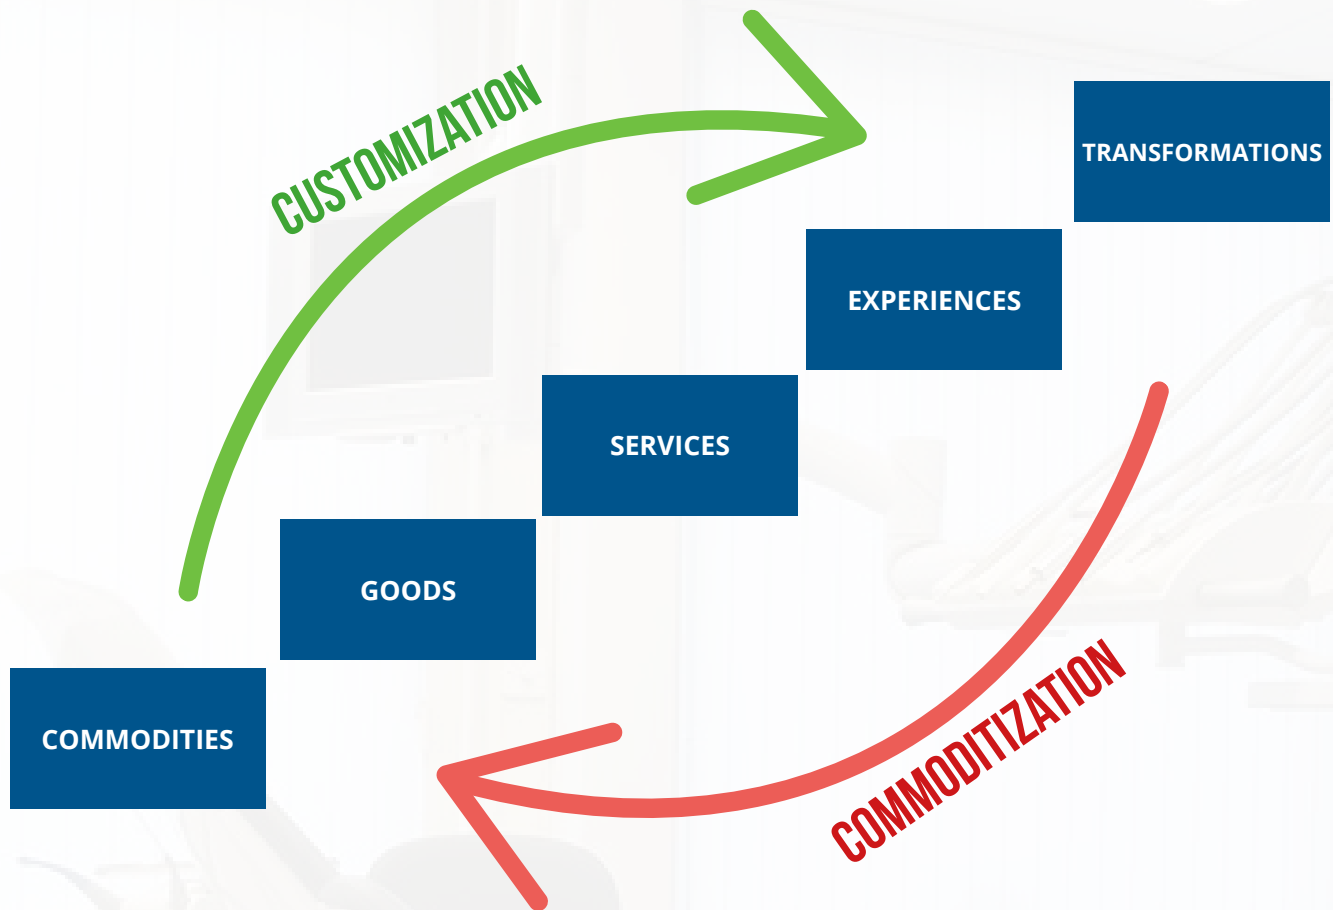 CUSTOMIZATION
TRANSFORMATIONS
EXPERIENCES
SERVICES
GOODS
COMMODITIES
COMMODITIZATION